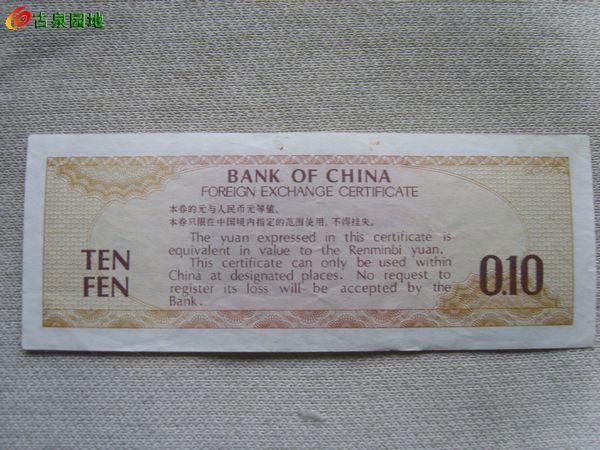 古泉园地
BANK OF CHINA
FOREIGN EXCHANGE CERTIFICATE
本券的元与人民币元等值。
本券只限在中国境内指定的范围使用，不得挂失。
The yuan expressed in this certificate is
equivalent in value to the Renminbi yuan.
This certificate can only be used within
China at designated places. No request to
register its loss will be accepted by the
Bank.
TEN
FEN
0.10